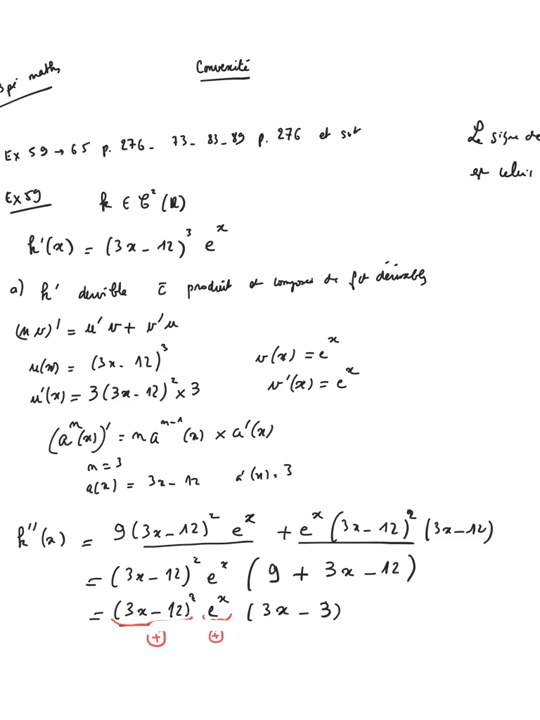 Spé maths
Convexité
Ex 59 → 65 p. 276 - 73 - 83 - 89 p. 276 et suiv
Le signe de
est celui
Ex 59 k ∈ C² (R)
k'(x) = (3x - 12)³ eˣ
a) k' dérivable c̄ produit et composée de fct dérivables
(u v)' = u'v + v'u
u(x) = (3x - 12)³ v(x) = eˣ
u'(x) = 3(3x - 12)² × 3 v'(x) = eˣ
(aⁿ(x))' = n aⁿ⁻¹(x) × a'(x)
n = 3
a(x) = 3x - 12 a'(x) = 3
k''(x) = 9(3x - 12)² eˣ + eˣ (3x - 12)² (3x - 12)
= (3x - 12)² eˣ (9 + 3x - 12)
= (3x - 12)² eˣ (3x - 3)
+ +